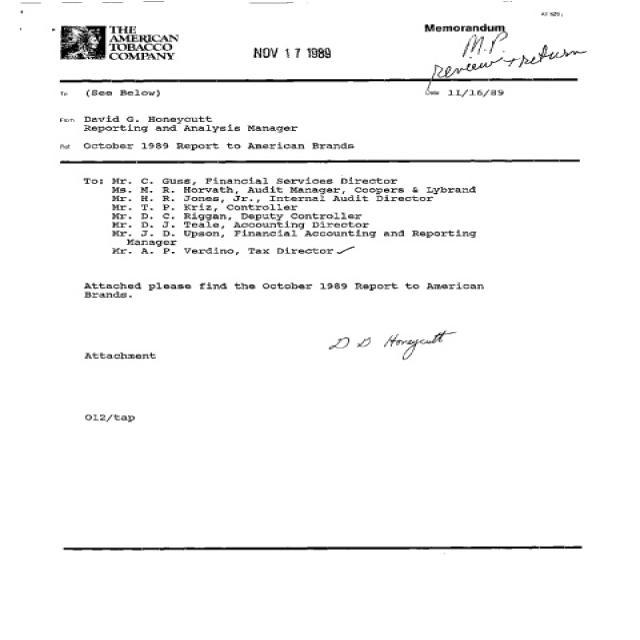 THE
AMERICAN
TOBACCO
COMPANY
Memorandum
NOV 17 1989
M.P.
review + return
To (See Below)
Date 11/16/89
From David G. Honeycutt
Reporting and Analysis Manager
Ref October 1989 Report to American Brands
To: Mr. C. Guss, Financial Services Director
Ms. M. R. Horvath, Audit Manager, Coopers & Lybrand
Mr. H. R. Jones, Jr., Internal Audit Director
Mr. T. P. Kriz, Controller
Mr. D. C. Riggan, Deputy Controller
Mr. D. J. Teale, Accounting Director
Mr. J. D. Upson, Financial Accounting and Reporting
Manager
Mr. A. P. Verdino, Tax Director ✓
Attached please find the October 1989 Report to American
Brands.
D G Honeycutt
Attachment
012/tap